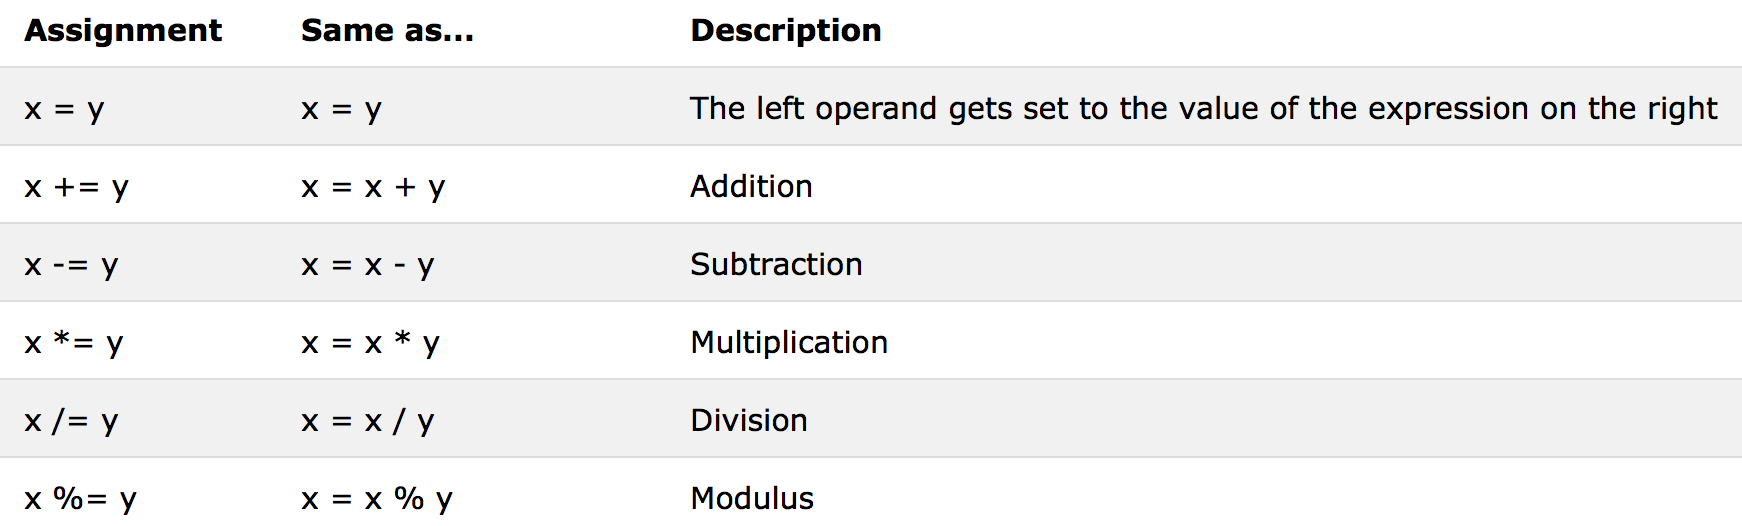 Assignment Same as... Description
x = y x = y The left operand gets set to the value of the expression on the right
x += y x = x + y Addition
x -= y x = x - y Subtraction
x *= y x = x * y Multiplication
x /= y x = x / y Division
x %= y x = x % y Modulus